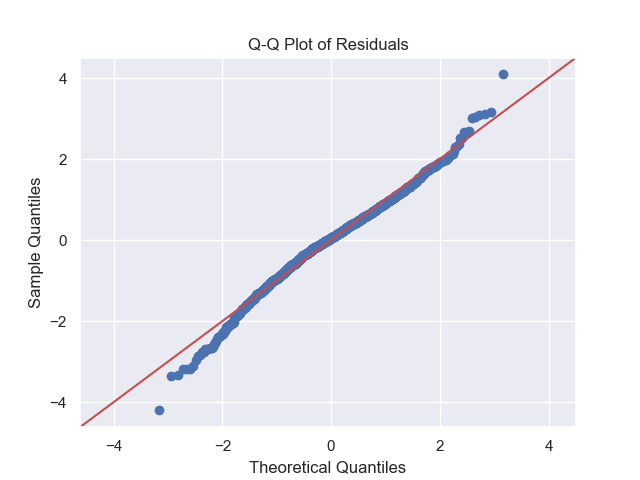 Q-Q Plot of Residuals
4
2
0
−2
−4
Sample Quantiles
−4 −2 0 2 4
Theoretical Quantiles